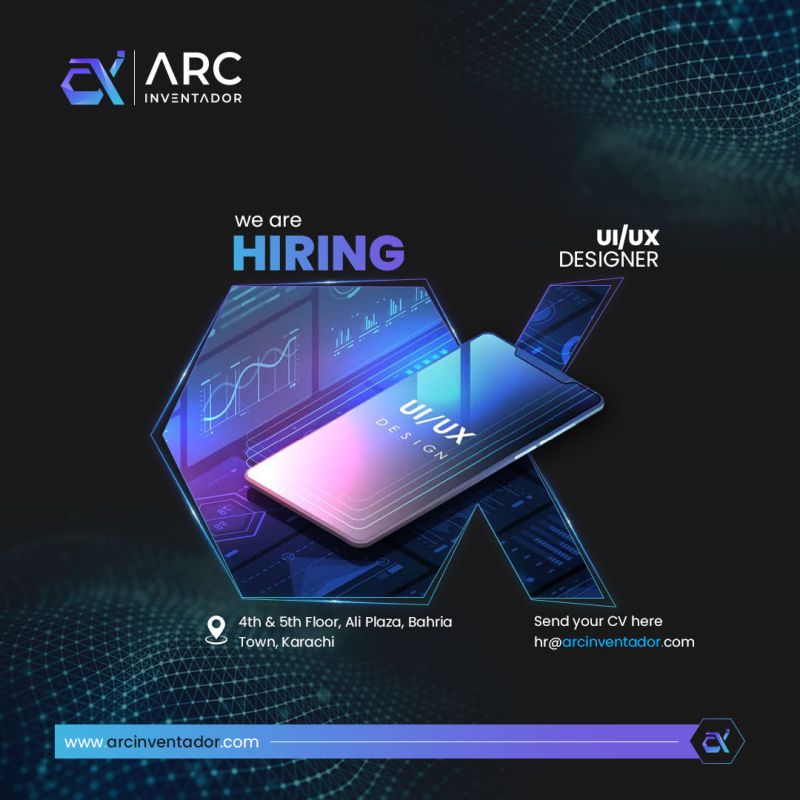 ARC
INVENTADOR
we are
HIRING
UI/UX
DESIGNER
UI/UX
DESIGN
4th & 5th Floor, Ali Plaza, Bahria
Town, Karachi
Send your CV here
hr@arcinventador.com
www.arcinventador.com